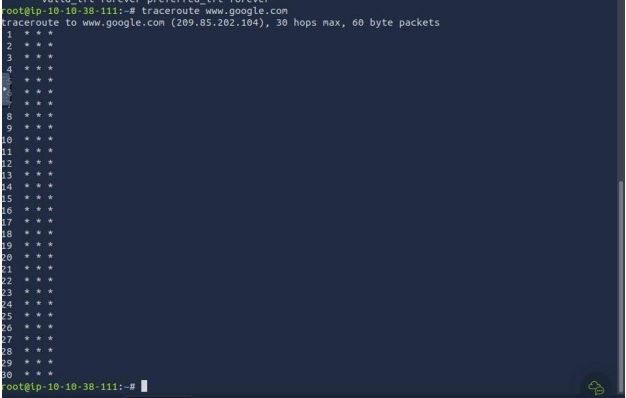 valid_lft forever preferred_lft forever
root@ip-10-10-38-111:~# traceroute www.google.com
traceroute to www.google.com (209.85.202.104), 30 hops max, 60 byte packets
1 * * *
2 * * *
3 * * *
4 * * *
* * *
* * *
7 * * *
8 * * *
9 * * *
10 * * *
11 * * *
12 * * *
13 * * *
14 * * *
15 * * *
16 * * *
17 * * *
18 * * *
19 * * *
20 * * *
21 * * *
22 * * *
23 * * *
24 * * *
25 * * *
26 * * *
27 * * *
28 * * *
29 * * *
30 * * *
root@ip-10-10-38-111:~#